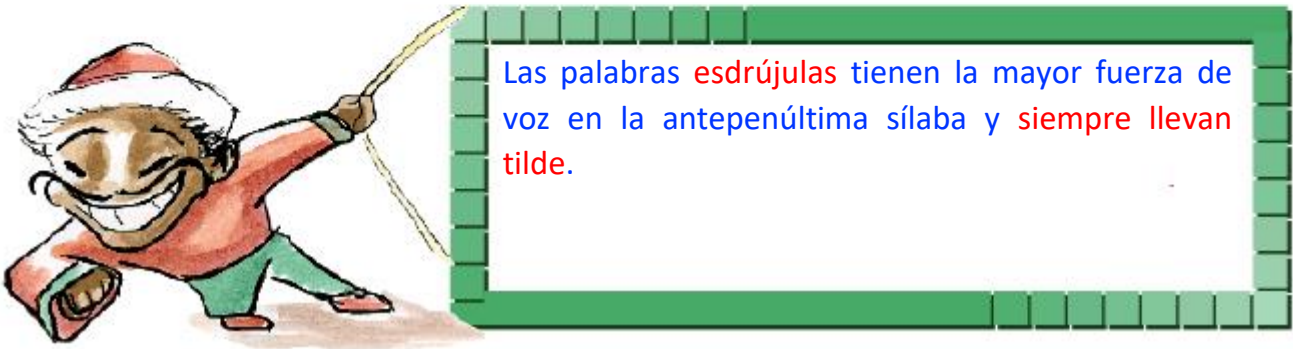 Las palabras esdrújulas tienen la mayor fuerza de
voz en la antepenúltima sílaba y siempre llevan
tilde.